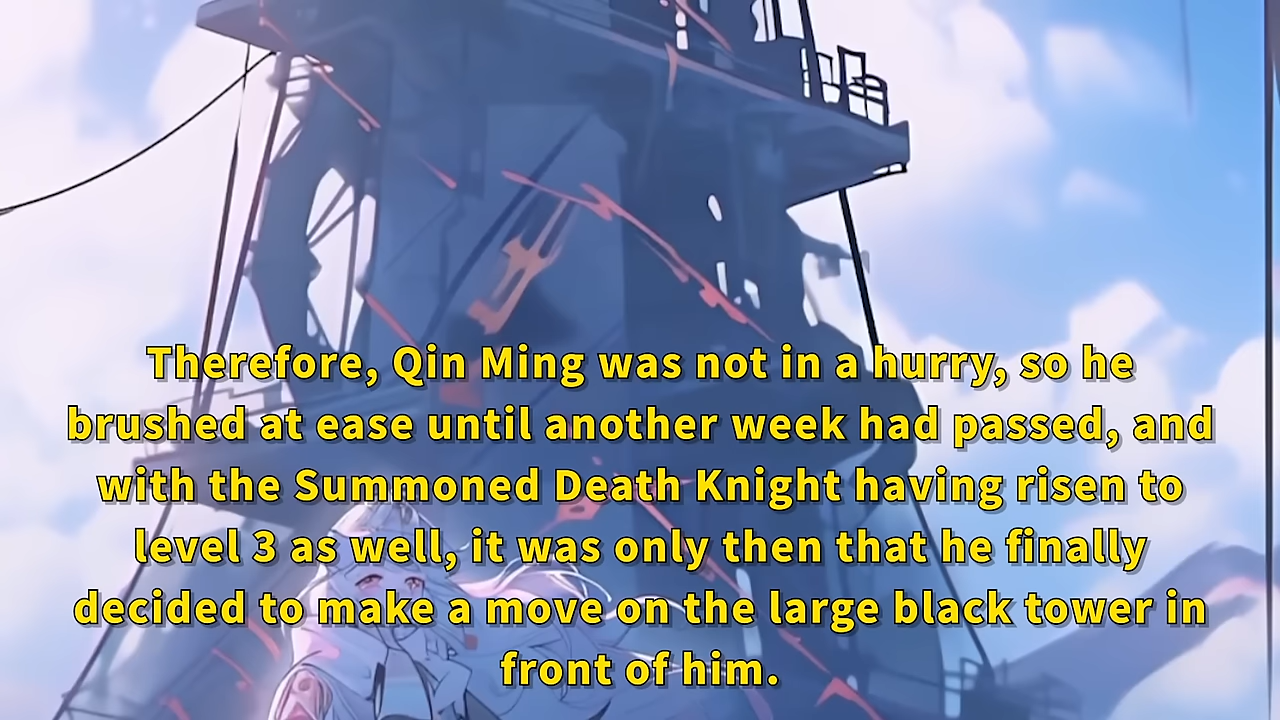 Therefore, Qin Ming was not in a hurry, so he
brushed at ease until another week had passed, and
with the Summoned Death Knight having risen to
level 3 as well, it was only then that he finally
decided to make a move on the large black tower in
front of him.